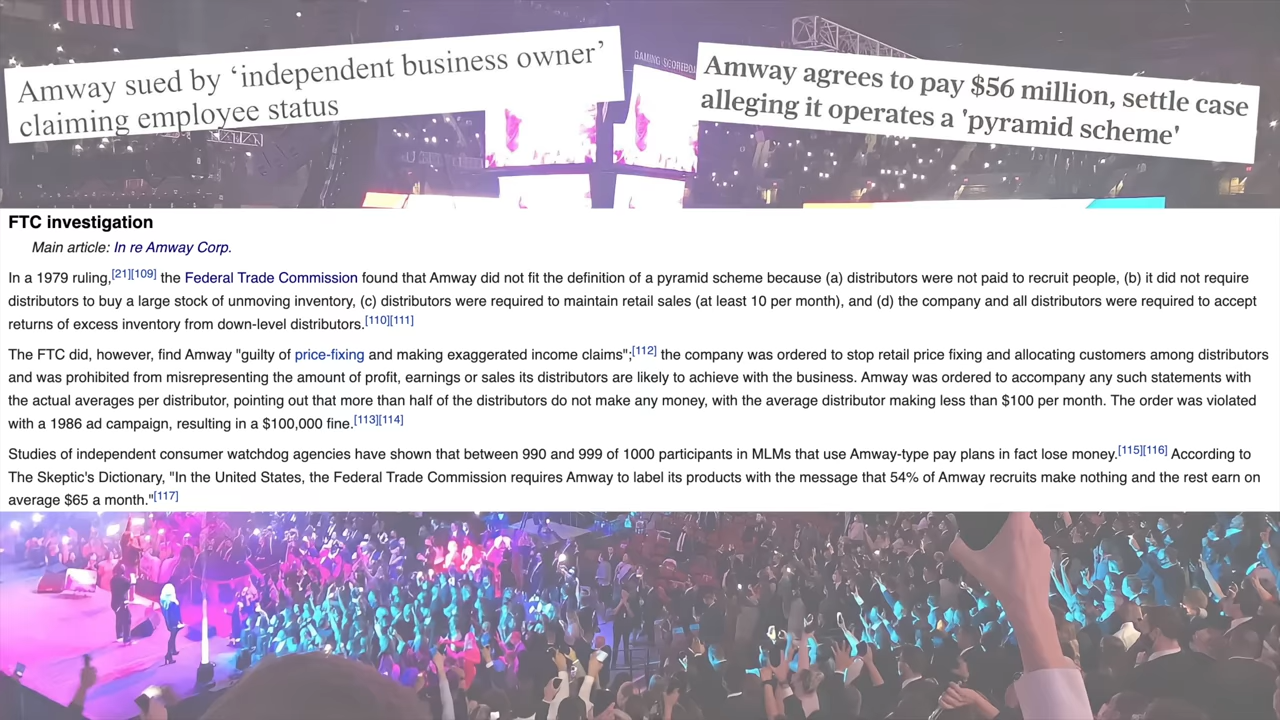 Amway sued by ‘independent business owner’
claiming employee status
GAMING SCOREBO
Amway agrees to pay $56 million, settle case
alleging it operates a 'pyramid scheme'
FTC investigation
Main article: In re Amway Corp.
In a 1979 ruling,[21][109] the Federal Trade Commission found that Amway did not fit the definition of a pyramid scheme because (a) distributors were not paid to recruit people, (b) it did not require
distributors to buy a large stock of unmoving inventory, (c) distributors were required to maintain retail sales (at least 10 per month), and (d) the company and all distributors were required to accept
returns of excess inventory from down-level distributors.[110][111]
The FTC did, however, find Amway "guilty of price-fixing and making exaggerated income claims";[112] the company was ordered to stop retail price fixing and allocating customers among distributors
and was prohibited from misrepresenting the amount of profit, earnings or sales its distributors are likely to achieve with the business. Amway was ordered to accompany any such statements with
the actual averages per distributor, pointing out that more than half of the distributors do not make any money, with the average distributor making less than $100 per month. The order was violated
with a 1986 ad campaign, resulting in a $100,000 fine.[113][114]
Studies of independent consumer watchdog agencies have shown that between 990 and 999 of 1000 participants in MLMs that use Amway-type pay plans in fact lose money.[115][116] According to
The Skeptic's Dictionary, "In the United States, the Federal Trade Commission requires Amway to label its products with the message that 54% of Amway recruits make nothing and the rest earn on
average $65 a month."[117]